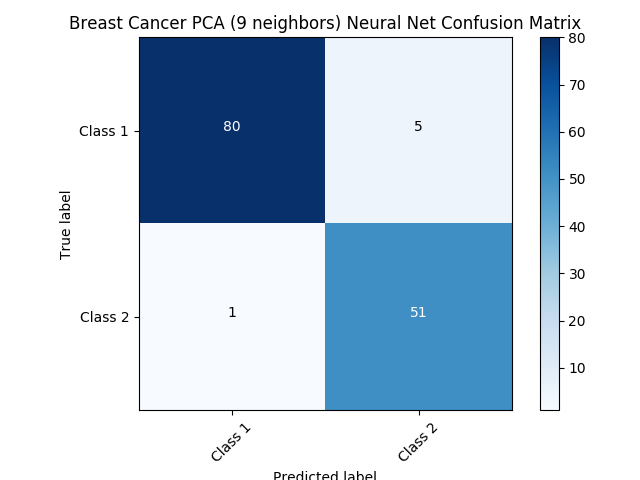 Breast Cancer PCA (9 neighbors) Neural Net Confusion Matrix
80
Class 1
80
5
70
60
True label
50
40
30
Class 2
1
51
20
10
Class 1
Class 2
Predicted label